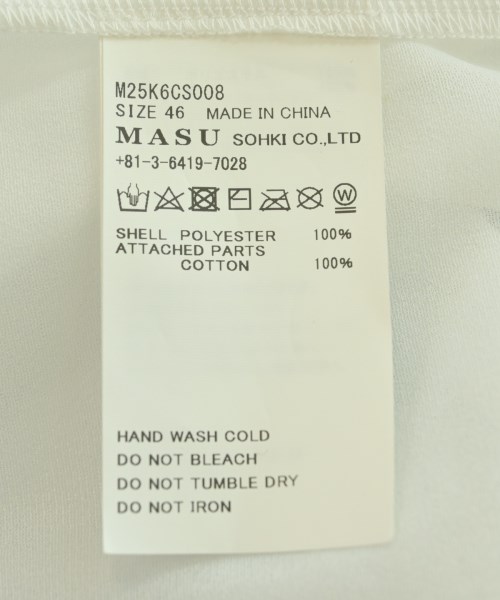 M25K6CS008
SIZE 46 MADE IN CHINA
MASU SOHKI CO.,LTD
+81-3-6419-7028
W
SHELL POLYESTER 100%
ATTACHED PARTS
COTTON 100%
HAND WASH COLD
DO NOT BLEACH
DO NOT TUMBLE DRY
DO NOT IRON